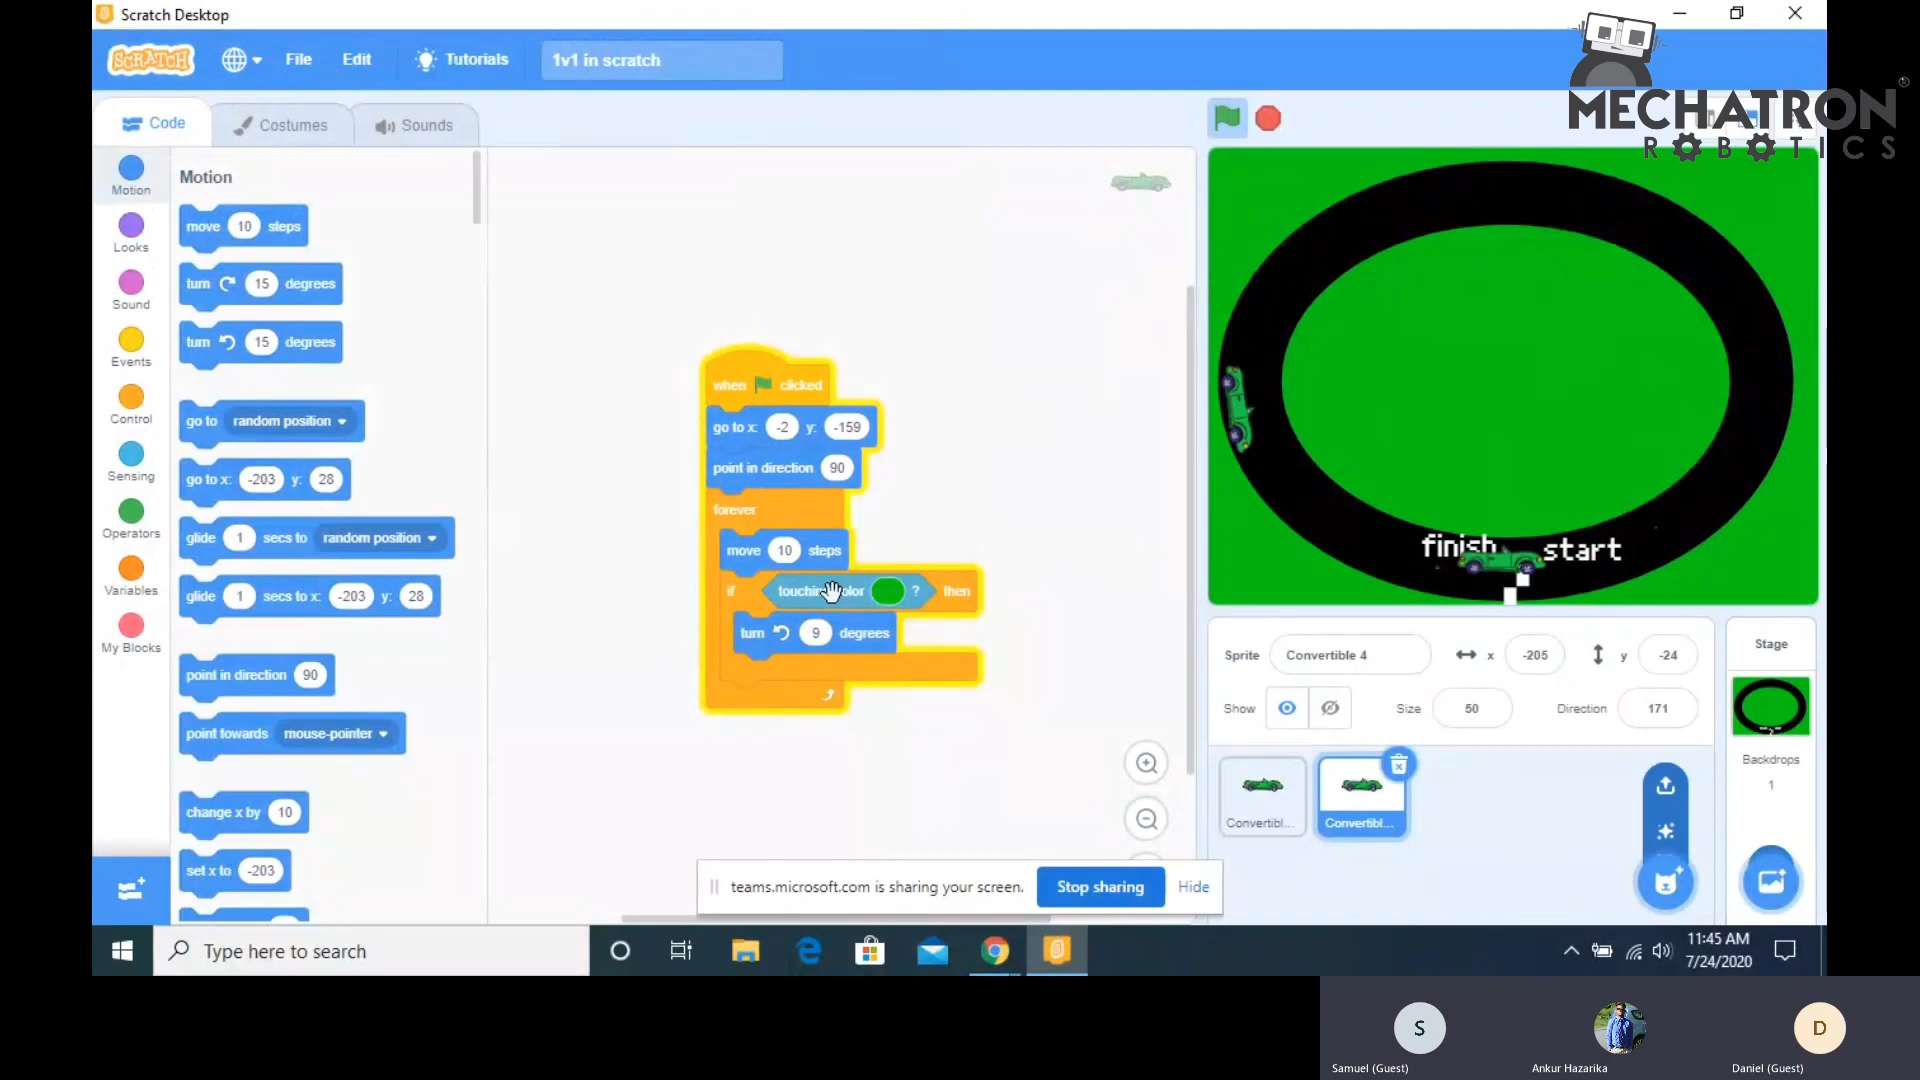 Scratch Desktop
SCRATCH
File
Edit
Tutorials
1v1 in scratch
MECHATRON
ROBOTICS
Code
Costumes
Sounds
Motion
Looks
Sound
Events
Control
Sensing
Operators
Variables
My Blocks
Motion
move 10 steps
turn 15 degrees
turn 15 degrees
go to random position
go to x: -203 y: 28
glide 1 secs to random position
glide 1 secs to x: -203 y: 28
point in direction 90
point towards mouse-pointer
change x by 10
set x to -203
when clicked
go to x: -2 y: -159
point in direction 90
forever
move 10 steps
if touching color ? then
turn 9 degrees
finish start
Sprite Convertible 4 x -205 y -24
Show Size 50 Direction 171
Convertibl...
Convertibl...
Stage
Backdrops
1
teams.microsoft.com is sharing your screen. Stop sharing Hide
Type here to search
11:45 AM
7/24/2020
S
D
Samuel (Guest)
Ankur Hazarika
Daniel (Guest)